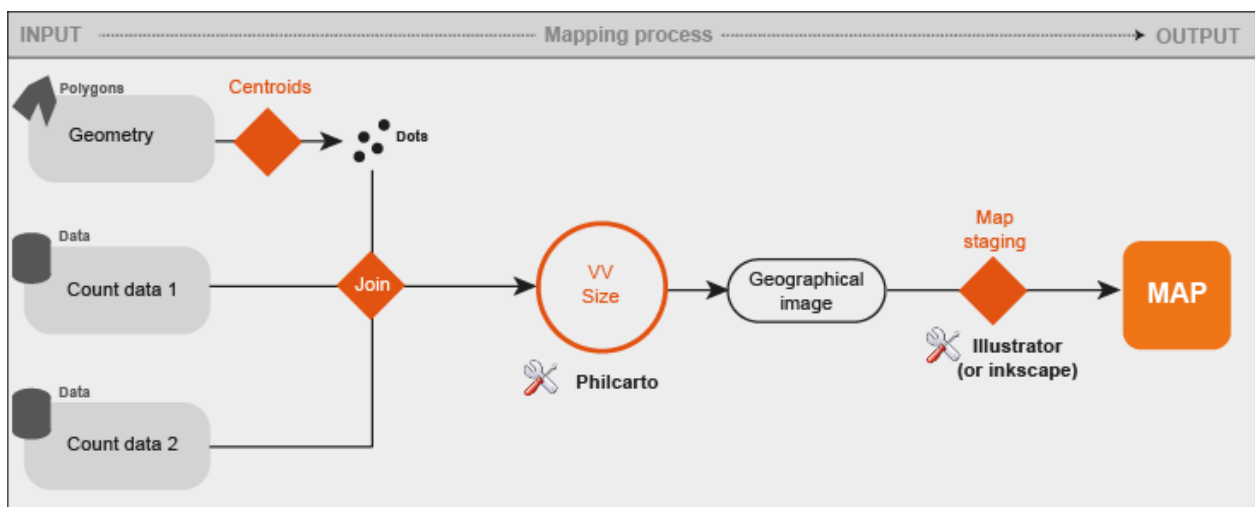 INPUT
Mapping process
OUTPUT
Polygons
Geometry
Centroids
Dots
Data
Count data 1
Join
VV
Size
Philcarto
Geographical
image
Map
staging
Illustrator
(or inkscape)
MAP
Data
Count data 2